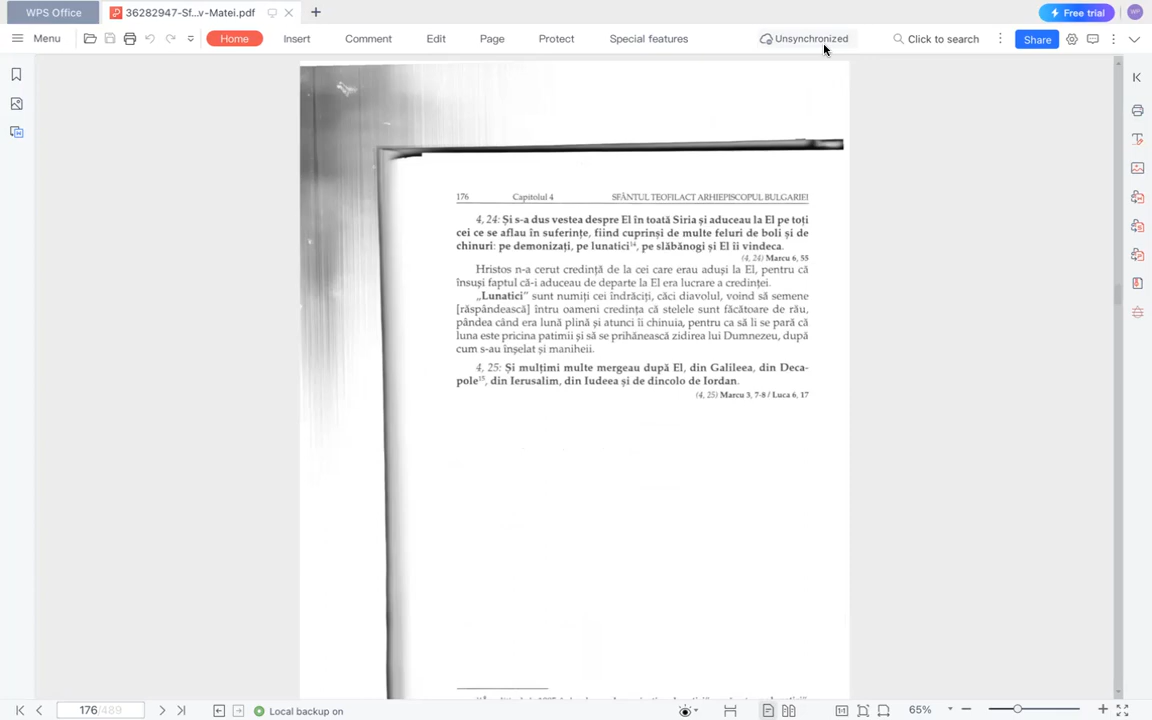 WPS Office
36282947-Sf...v-Matei.pdf
Free trial
WP
Menu
Home
Insert
Comment
Edit
Page
Protect
Special features
Unsynchronized
Click to search
Share
176 Capitolul 4 SFÂNTUL TEOFILACT ARHIEPISCOPUL BULGARIEI
4, 24: Și s-a dus vestea despre El în toată Siria și aduceau la El pe toți
cei ce se aflau în suferințe, fiind cuprinși de multe feluri de boli și de
chinuri: pe demonizați, pe lunatici¹⁴, pe slăbănogi și El îi vindeca.
(4, 24) Marcu 6, 55
Hristos n-a cerut credință de la cei care erau aduși la El, pentru că
însuși faptul că-i aduceau de departe la El era lucrare a credinței.
„Lunatici" sunt numiți cei îndrăciți, căci diavolul, voind să semene
[răspândească] întru oameni credința că stelele sunt făcătoare de rău,
pândea când era lună plină și atunci îi chinuia, pentru ca să li se pară că
luna este pricina patimii și să se prihănească zidirea lui Dumnezeu, după
cum s-au înșelat și maniheii.
4, 25: Și mulțimi multe mergeau după El, din Galileea, din Deca-
pole¹⁵, din Ierusalim, din Iudeea și de dincolo de Iordan.
(4, 25) Marcu 3, 7-8 / Luca 6, 17
176/489
Local backup on
65%